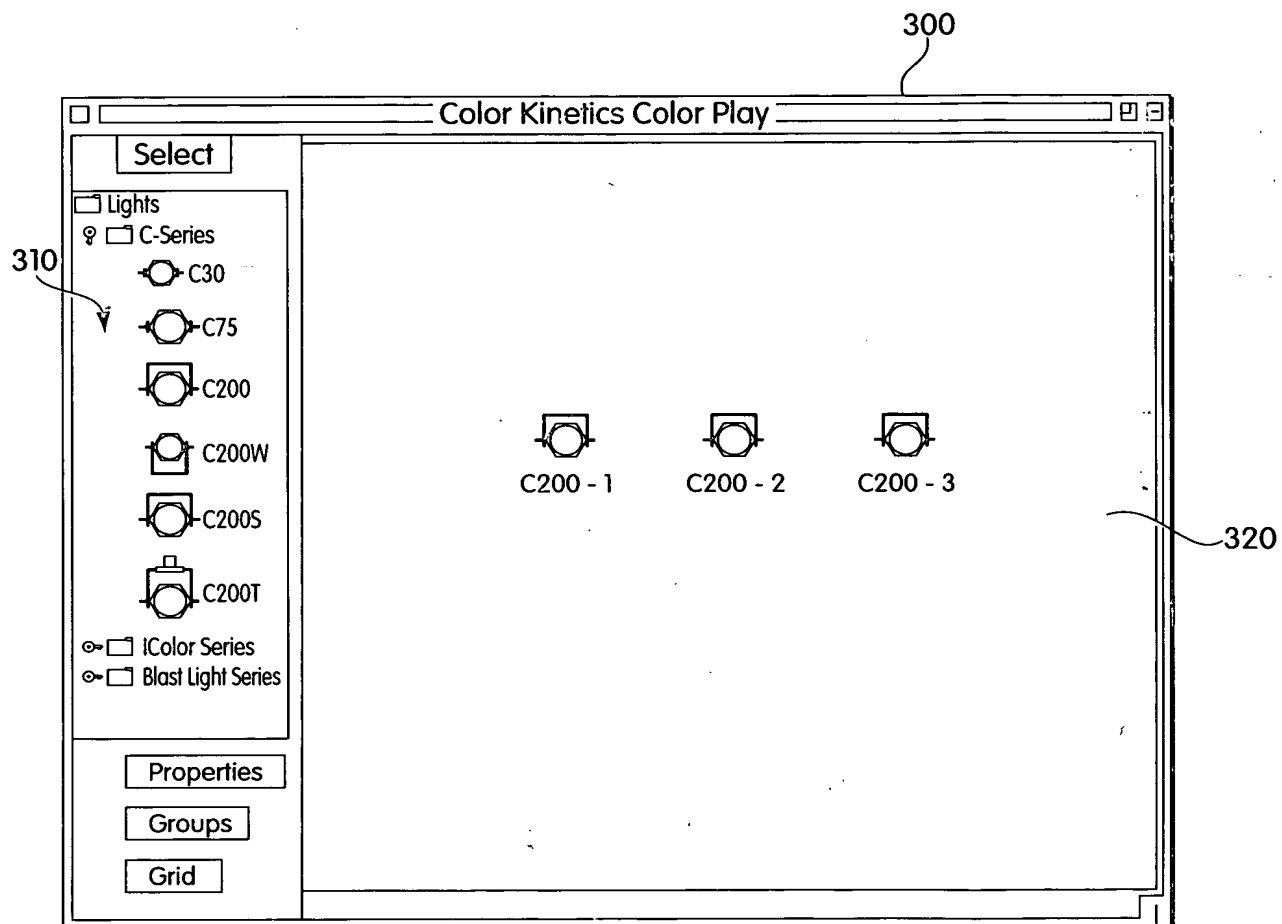 300
Color Kinetics Color Play
Select
Lights
C-Series
310
C30
C75
C200
C200W
C200S
C200T
IColor Series
Blast Light Series
C200 - 1
C200 - 2
C200 - 3
320
Properties
Groups
Grid